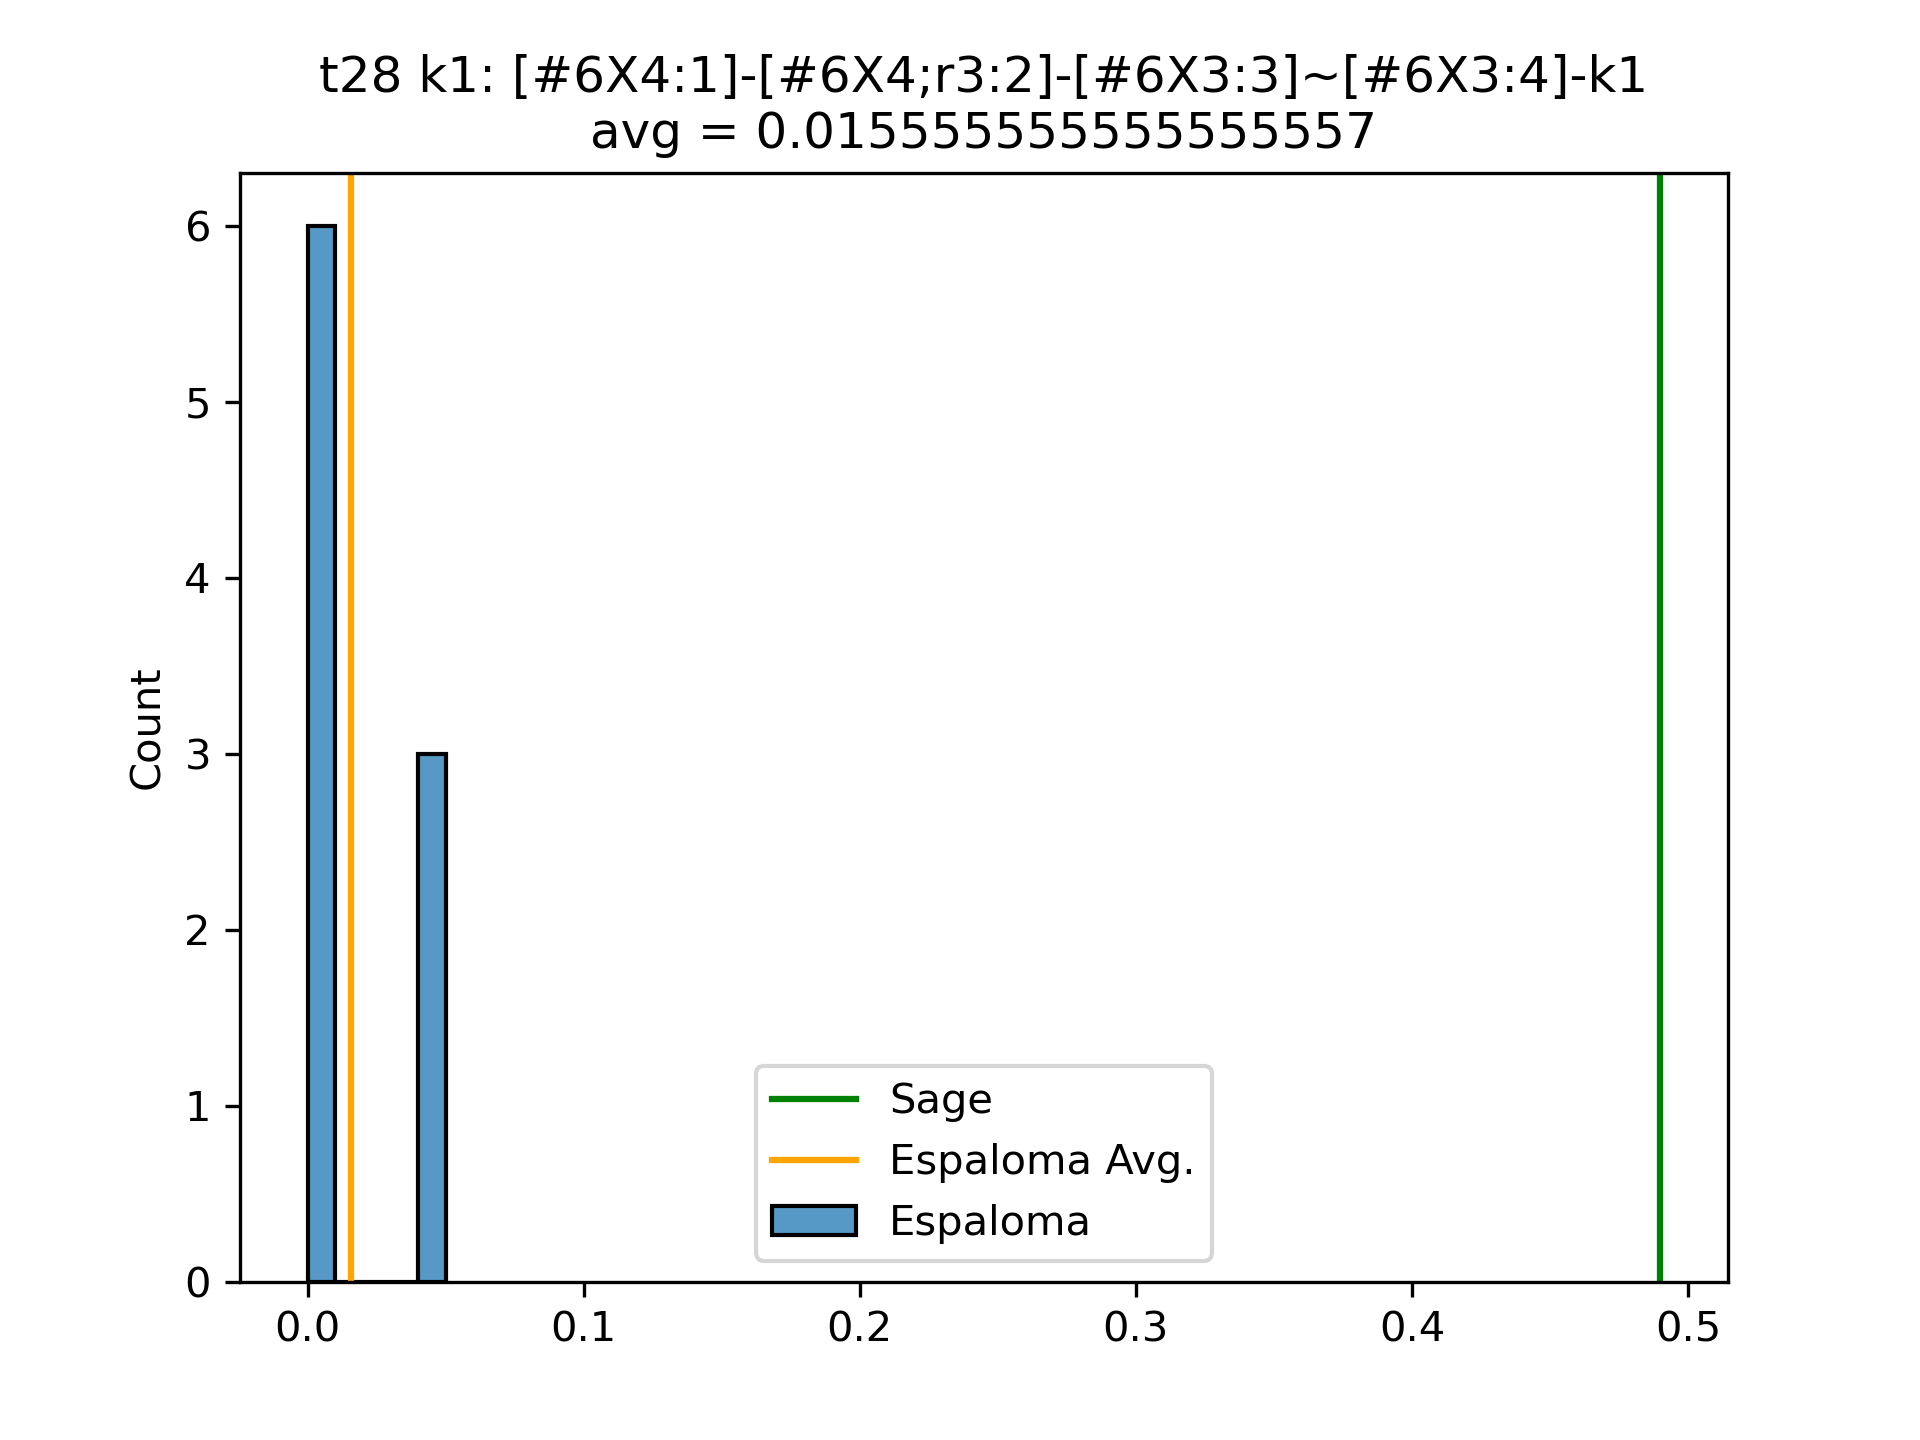 t28 k1: [#6X4:1]-[#6X4;r3:2]-[#6X3:3]~[#6X3:4]-k1
avg = 0.015555555555555557
6
5
4
3
2
1
0
Count
Sage
Espaloma Avg.
Espaloma
0.0 0.1 0.2 0.3 0.4 0.5